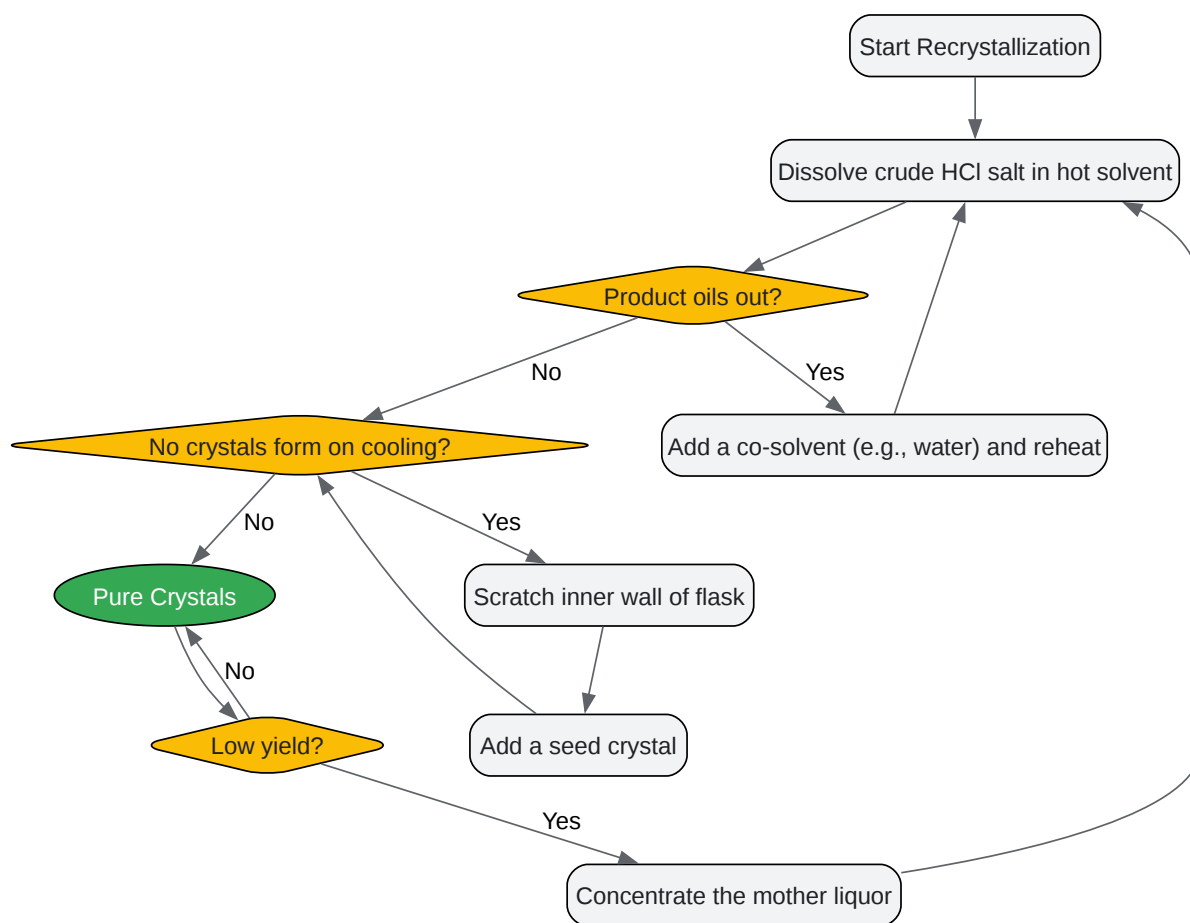 Start Recrystallization
Dissolve crude HCl salt in hot solvent
Product oils out?
No
Yes
No crystals form on cooling?
Add a co-solvent (e.g., water) and reheat
No
Yes
Pure Crystals
Scratch inner wall of flask
No
Low yield?
Add a seed crystal
Yes
Concentrate the mother liquor